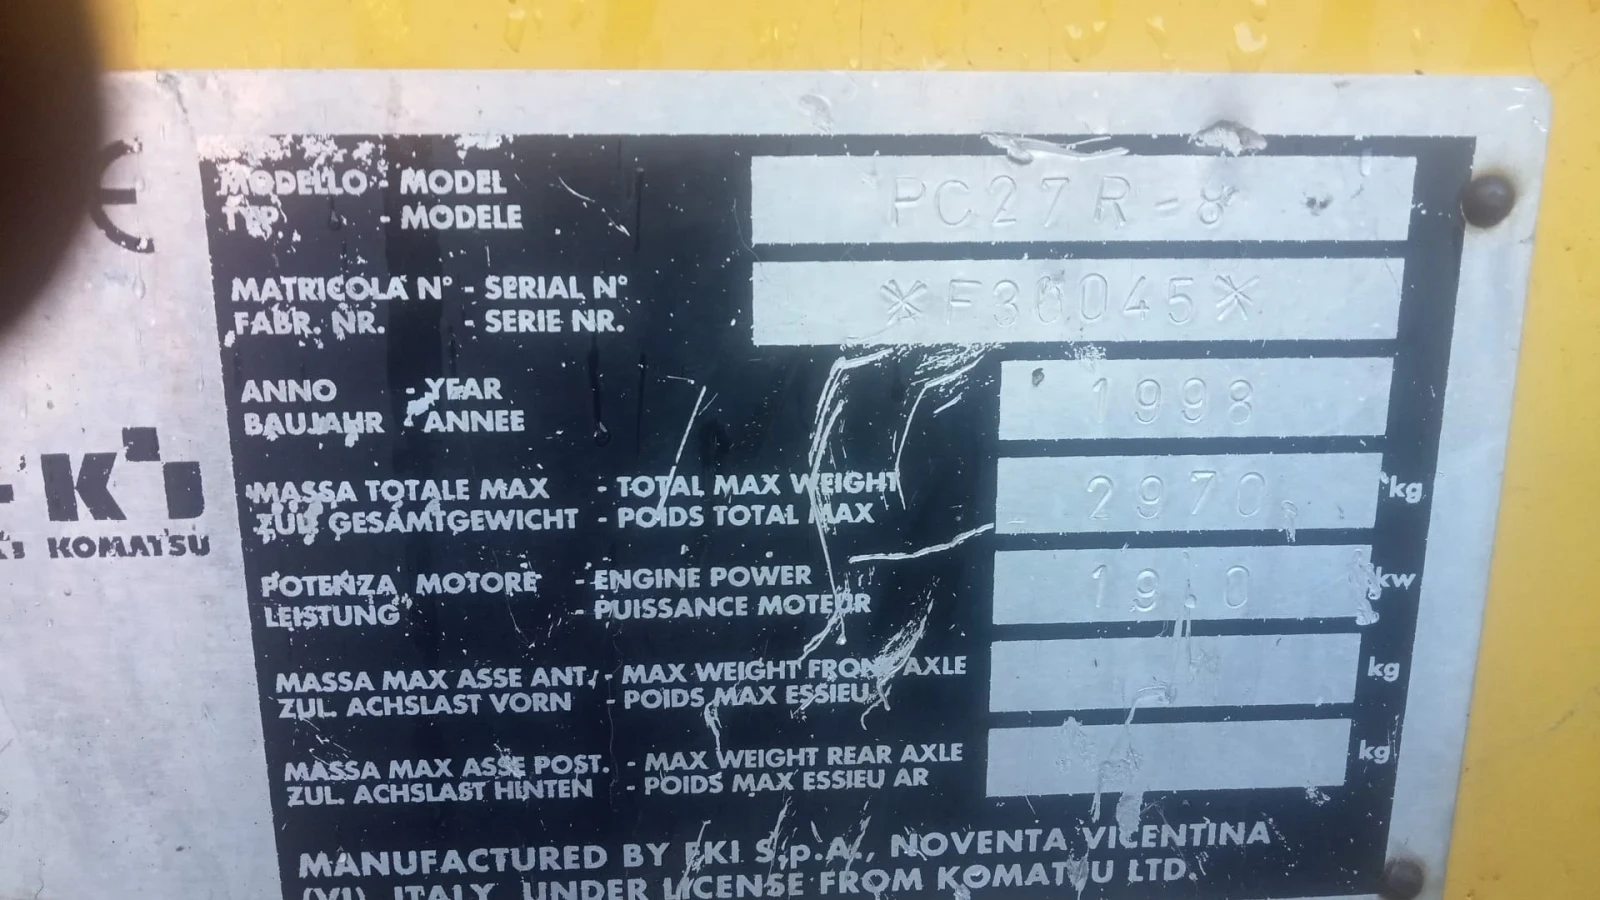 CE
MODELLO - MODEL
TYP - MODELE
PC27R-8
MATRICOLA N° - SERIAL N°
FABR. NR. - SERIE NR.
*F30045*
ANNO - YEAR
BAUJAHR - ANNEE
1998
MASSA TOTALE MAX - TOTAL MAX WEIGHT
ZUL. GESAMTGEWICHT - POIDS TOTAL MAX
2970 kg
POTENZA MOTORE - ENGINE POWER
LEISTUNG - PUISSANCE MOTEUR
19.0 kw
MASSA MAX ASSE ANT. - MAX WEIGHT FRONT AXLE
ZUL. ACHSLAST VORN - POIDS MAX ESSIEU
kg
MASSA MAX ASSE POST. - MAX WEIGHT REAR AXLE
ZUL. ACHSLAST HINTEN - POIDS MAX ESSIEU AR
kg
KOMATSU
MANUFACTURED BY FKI S.p.A., NOVENTA VICENTINA
(VI), ITALY, UNDER LICENSE FROM KOMATSU LTD.